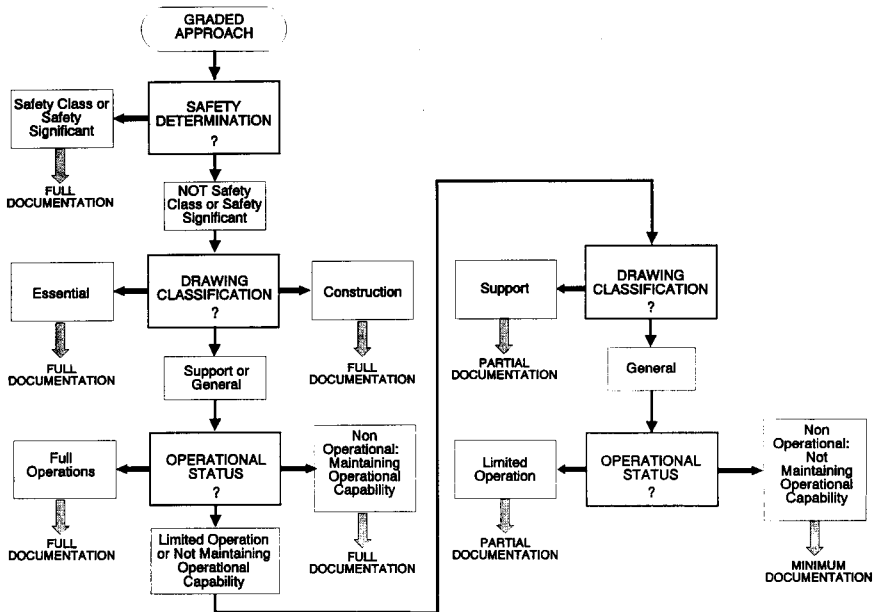 GRADED
APPROACH
SAFETY
DETERMINATION
?
Safety Class or
Safety
Significant
FULL
DOCUMENTATION
NOT Safety
Class or Safety
Significant
DRAWING
CLASSIFICATION
?
Essential
FULL
DOCUMENTATION
Construction
FULL
DOCUMENTATION
Support or
General
OPERATIONAL
STATUS
?
Full
Operations
FULL
DOCUMENTATION
Non
Operational:
Maintaining
Operational
Capability
FULL
DOCUMENTATION
Limited Operation
or Not Maintaining
Operational
Capability
DRAWING
CLASSIFICATION
?
Support
PARTIAL
DOCUMENTATION
General
OPERATIONAL
STATUS
?
Limited
Operation
PARTIAL
DOCUMENTATION
Non
Operational:
Not
Maintaining
Operational
Capability
MINIMUM
DOCUMENTATION